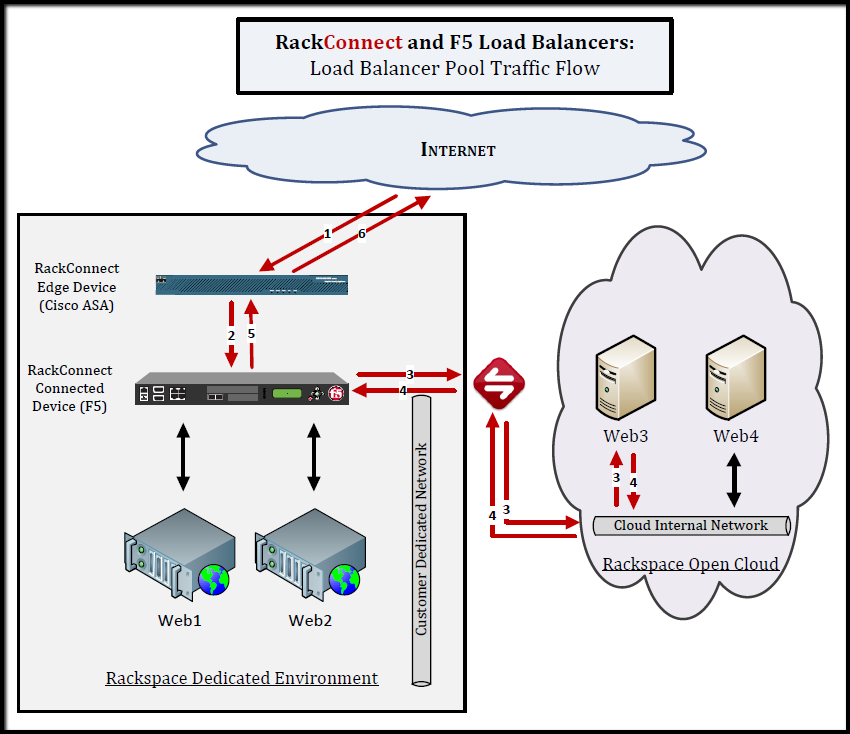 RackConnect and F5 Load Balancers:
Load Balancer Pool Traffic Flow
INTERNET
1
6
RackConnect
Edge Device
(Cisco ASA)
2
5
RackConnect
Connected
Device (F5)
f5
3
4
Web1
Web2
Customer Dedicated Network
Rackspace Dedicated Environment
4
3
Web3
Web4
3
4
Cloud Internal Network
Rackspace Open Cloud